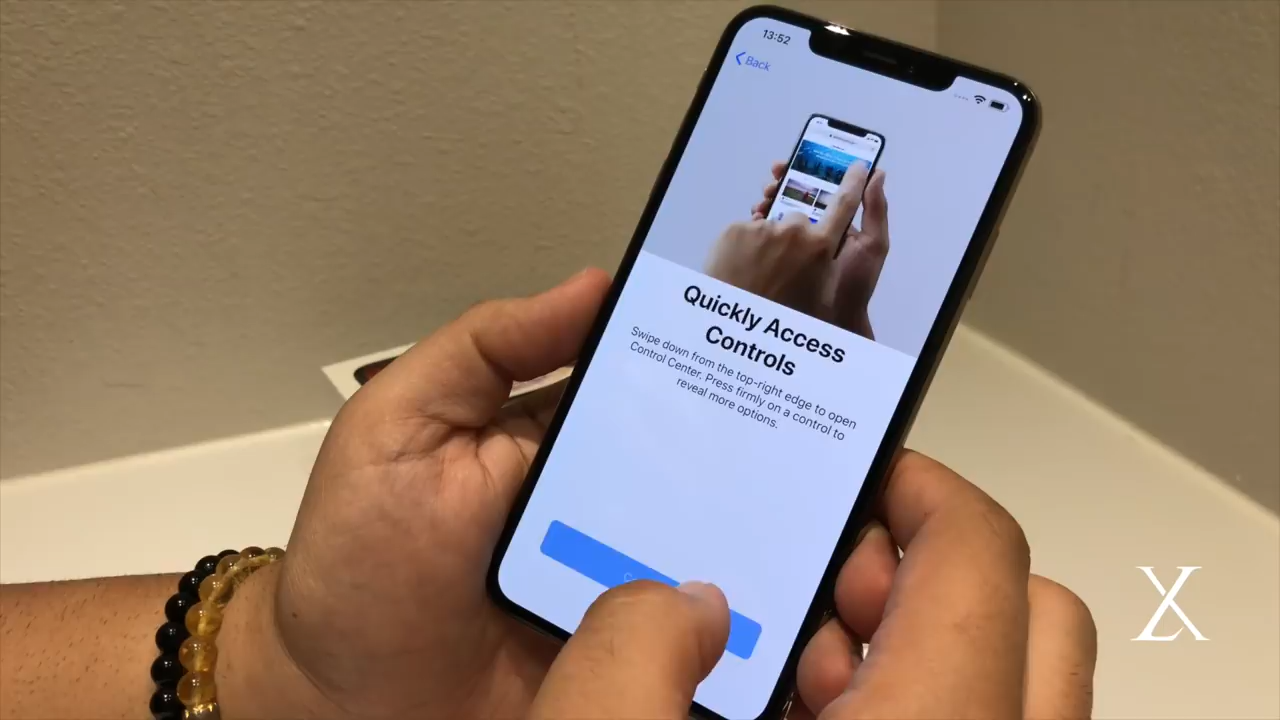 13:52
Back
Quickly Access
Controls
Swipe down from the top-right edge to open
Control Center. Press firmly on a control to
reveal more options.